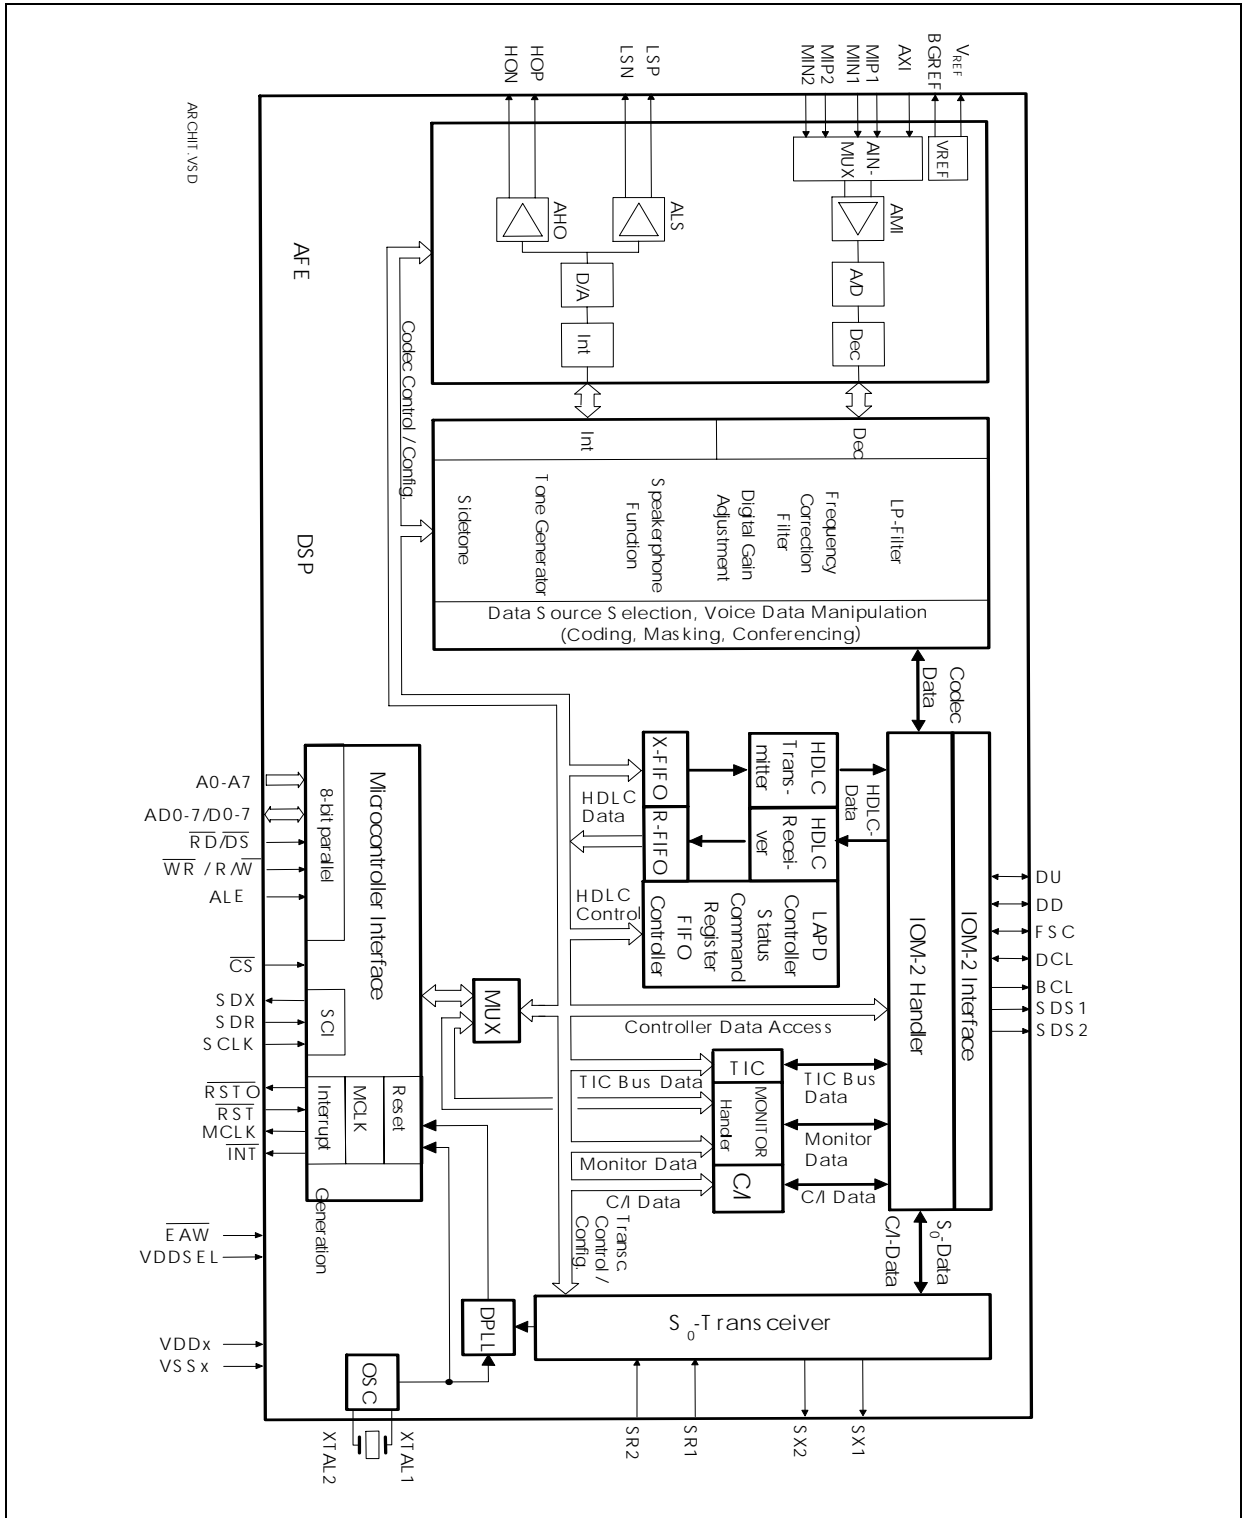 V_REF
BGREF
AXI
MIP1
MIN1
MIP2
MIN2
LSP
LSN
HOP
HON
ARCHIT.VSD
VREF
AIN-
MUX
AMI
A/D
Dec
ALS
AHO
D/A
Int
AFE
Codec Control / Config.
Dec
Int
LP-Filter
Frequency
Correction
Filter
Digital Gain
Adjustment
Speakerphone
Function
Tone Generator
Sidetone
Data Source Selection, Voice Data Manipulation
(Coding, Masking, Conferencing)
DSP
Codec
Data
X-FIFO
R-FIFO
HDLC
Trans-
mitter
HDLC
Recei-
ver
HDLC-
Data
HDLC
Data
HDLC
Control
LAPD
Controller
Status
Command
Register
FIFO
Controller
IOM-2 Interface
IOM-2 Handler
DU
DD
FSC
DCL
BCL
SDS1
SDS2
A0-A7
AD0-7/D0-7
RD/DS
WR / R/W
ALE
CS
SDX
SDR
SCLK
RSTO
RST
MCLK
INT
EAW
VDDSEL
VDDx
VSSx
Microcontroller Interface
8-bit parallel
SCI
Reset
MCLK
Interrupt
Generation
MUX
Controller Data Access
TIC
TIC Bus Data
TIC Bus
Data
MONITOR
Handler
Monitor
Data
Monitor Data
C/I
C/I Data
C/I Data
Transc.
Control /
Config.
S0-Data
C/I-Data
S0-Transceiver
DPLL
OSC
XTAL1
XTAL2
SR2
SR1
SX2
SX1